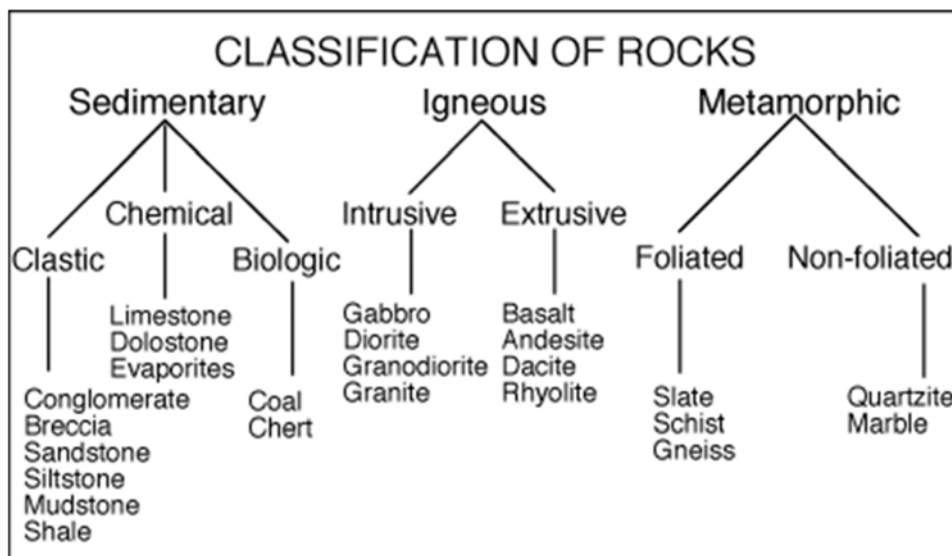 CLASSIFICATION OF ROCKS
Sedimentary
Igneous
Metamorphic
Clastic
Chemical
Biologic
Intrusive
Extrusive
Foliated
Non-foliated
Conglomerate
Breccia
Sandstone
Siltstone
Mudstone
Shale
Limestone
Dolostone
Evaporites
Coal
Chert
Gabbro
Diorite
Granodiorite
Granite
Basalt
Andesite
Dacite
Rhyolite
Slate
Schist
Gneiss
Quartzite
Marble